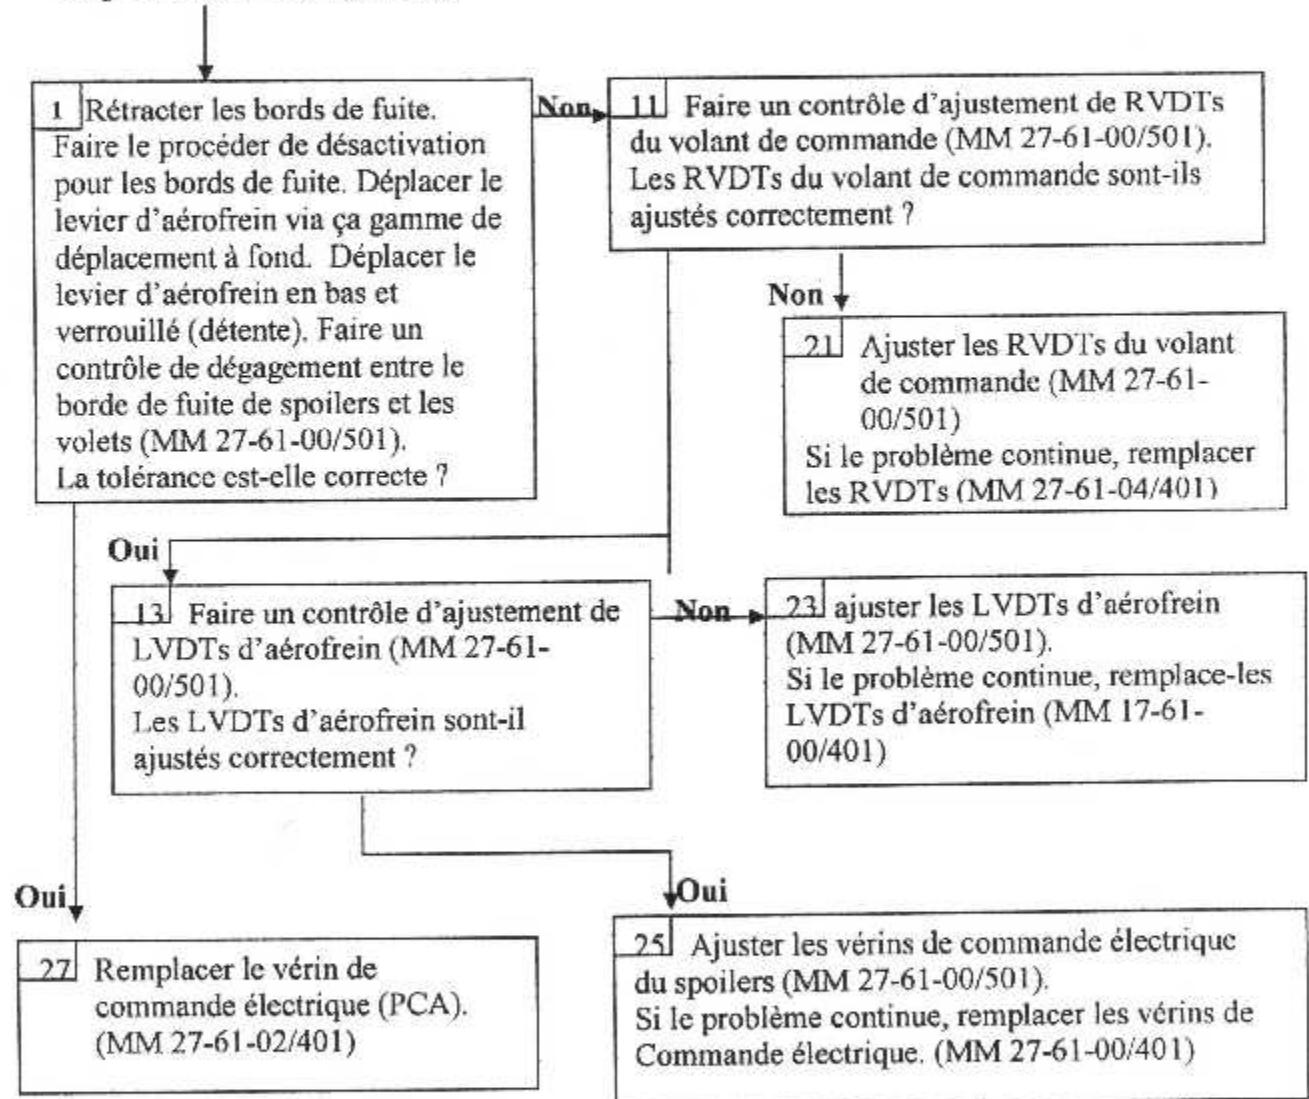 1 Rétracter les bords de fuite.
Faire le procéder de désactivation
pour les bords de fuite. Déplacer le
levier d'aérofrein via ça gamme de
déplacement à fond. Déplacer le
levier d'aérofrein en bas et
verrouillé (détente). Faire un
contrôle de dégagement entre le
borde de fuite de spoilers et les
volets (MM 27-61-00/501).
La tolérance est-elle correcte ?
Non
11 Faire un contrôle d'ajustement de RVDTs
du volant de commande (MM 27-61-00/501).
Les RVDTs du volant de commande sont-ils
ajustés correctement ?
Non
21 Ajuster les RVDTs du volant
de commande (MM 27-61-
00/501)
Si le problème continue, remplacer
les RVDTs (MM 27-61-04/401)
Oui
13 Faire un contrôle d'ajustement de
LVDTs d'aérofrein (MM 27-61-
00/501).
Les LVDTs d'aérofrein sont-il
ajustés correctement ?
Non
23 ajuster les LVDTs d'aérofrein
(MM 27-61-00/501).
Si le problème continue, remplace-les
LVDTs d'aérofrein (MM 17-61-
00/401)
Oui
27 Remplacer le vérin de
commande électrique (PCA).
(MM 27-61-02/401)
Oui
25 Ajuster les vérins de commande électrique
du spoilers (MM 27-61-00/501).
Si le problème continue, remplacer les vérins de
Commande électrique. (MM 27-61-00/401)